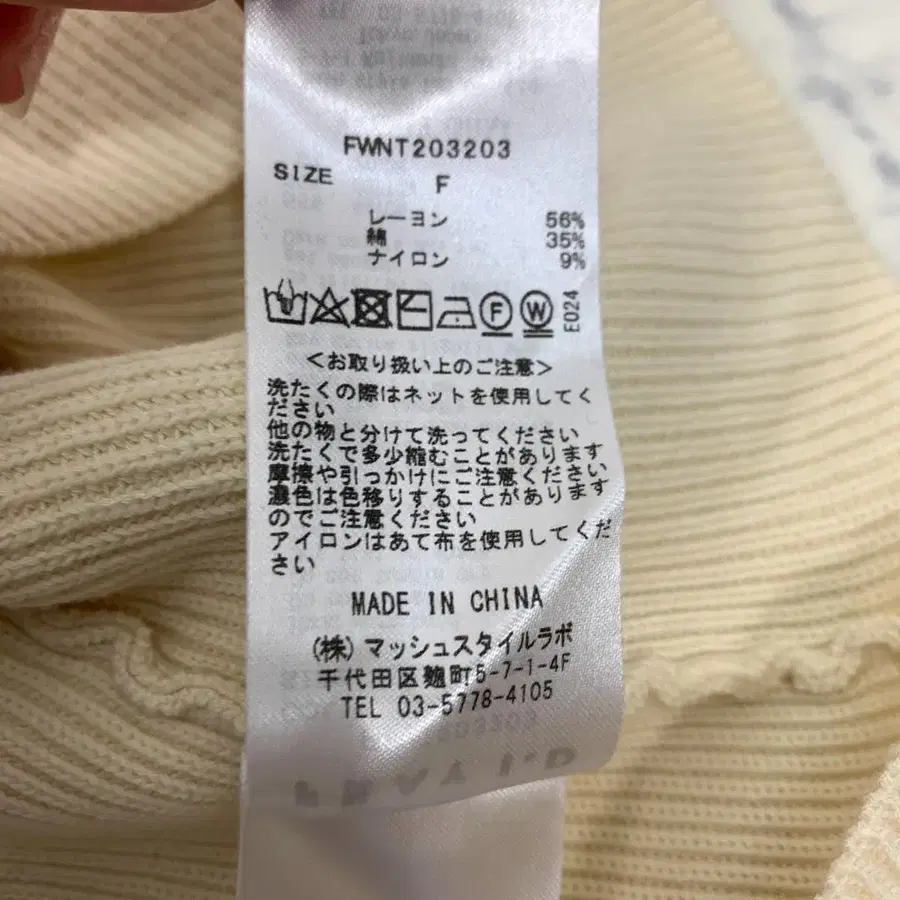 FWNT203203
SIZE F
レーヨン 56%
綿 35%
ナイロン 9%
F W E024
<お取り扱い上のご注意>
洗たくの際はネットを使用してく
ださい
他の物と分けて洗ってください
洗たくで多少縮むことがあります
摩擦や引っかけにご注意ください
濃色は色移りすることがあります
のでご注意ください
アイロンはあて布を使用してくだ
さい
MADE IN CHINA
(株)マッシュスタイルラボ
千代田区麹町5-7-1-4F
TEL 03-5778-4105